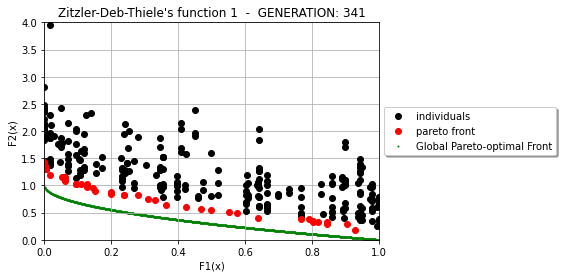 Zitzler-Deb-Thiele's function 1 - GENERATION: 341
4.0
3.5
3.0
2.5
2.0
1.5
1.0
0.5
0.0
F2(x)
0.0 0.2 0.4 0.6 0.8 1.0
F1(x)
individuals
pareto front
Global Pareto-optimal Front